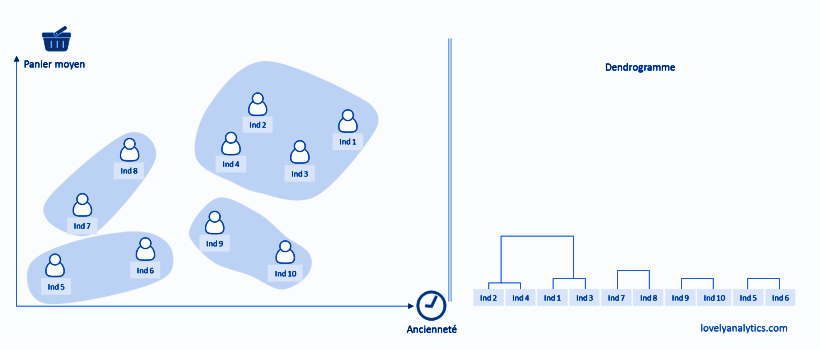 Panier moyen
Dendrogramme
Ind 2
Ind 1
Ind 4
Ind 3
Ind 8
Ind 7
Ind 9
Ind 6
Ind 10
Ind 5
Ancienneté
Ind 2 Ind 4 Ind 1 Ind 3 Ind 7 Ind 8 Ind 9 Ind 10 Ind 5 Ind 6
lovelyanalytics.com